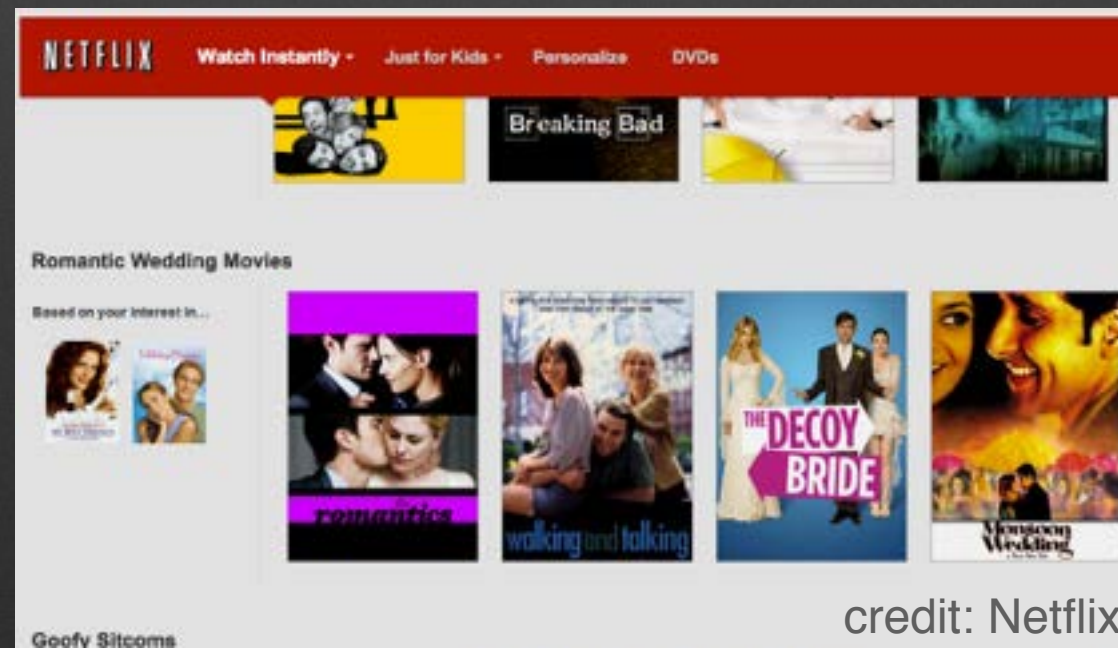 NETFLIX Watch Instantly Just for Kids Personalize DVDs
Breaking Bad
Romantic Wedding Movies
Based on your interest in...
romantics
walking and talking
THE DECOY BRIDE
Monsoon Wedding
credit: Netflix
Goofy Sitcoms